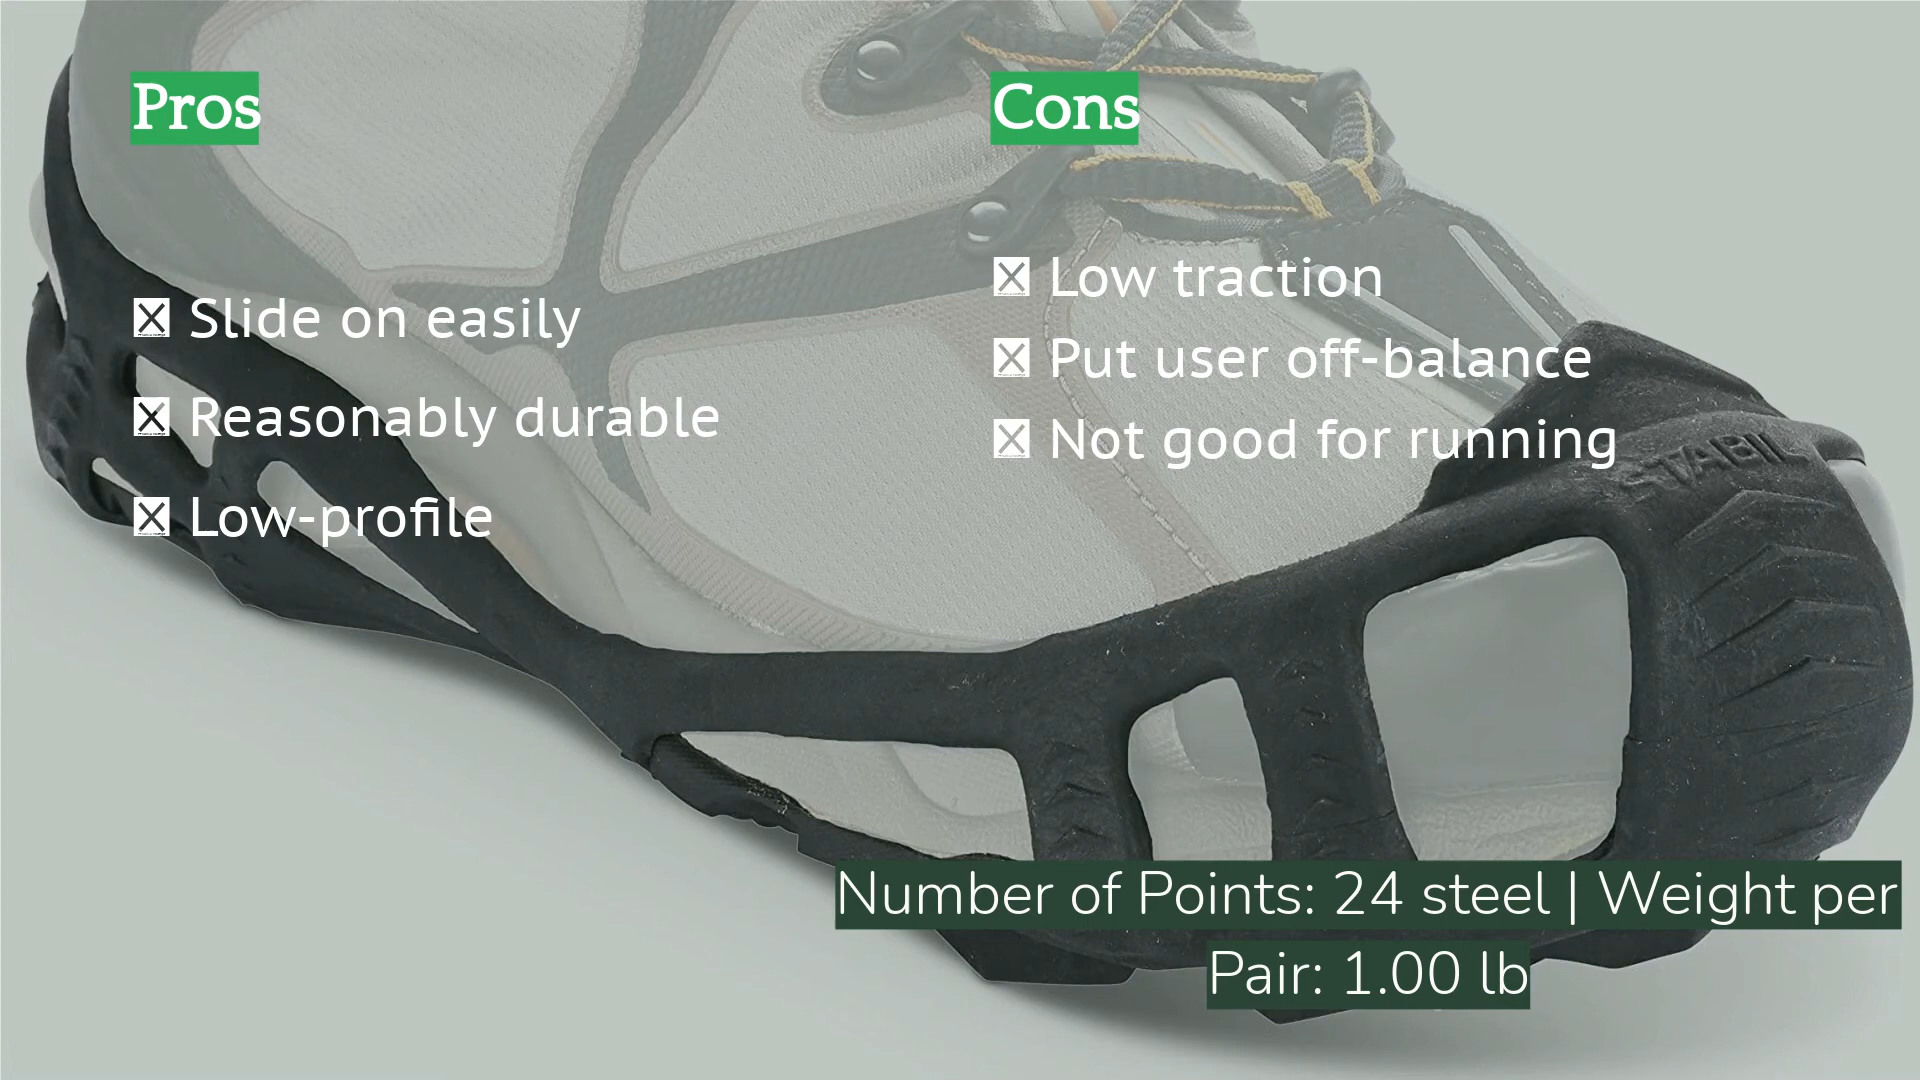 Pros
Slide on easily
Reasonably durable
Low-profile
Cons
Low traction
Put user off-balance
Not good for running
STABIL
Number of Points: 24 steel | Weight per
Pair: 1.00 lb